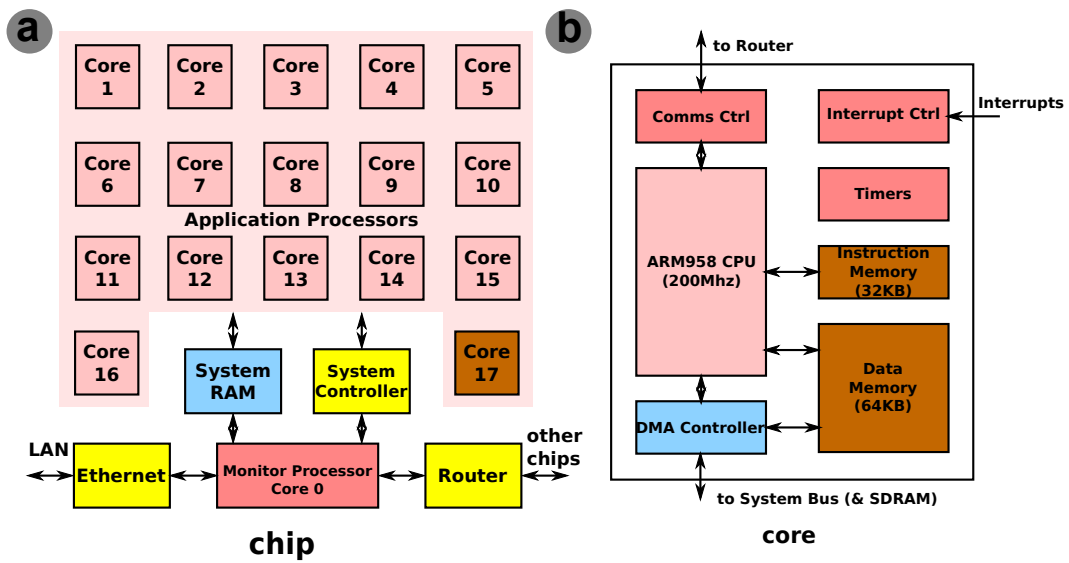 a
Core
1
Core
2
Core
3
Core
4
Core
5
Core
6
Core
7
Core
8
Core
9
Core
10
Application Processors
Core
11
Core
12
Core
13
Core
14
Core
15
Core
16
System
RAM
System
Controller
Core
17
LAN
Ethernet
Monitor Processor
Core 0
Router
other
chips
chip
b
to Router
Comms Ctrl
Interrupt Ctrl
Interrupts
Timers
ARM958 CPU
(200Mhz)
Instruction
Memory
(32KB)
Data
Memory
(64KB)
DMA Controller
to System Bus (& SDRAM)
core